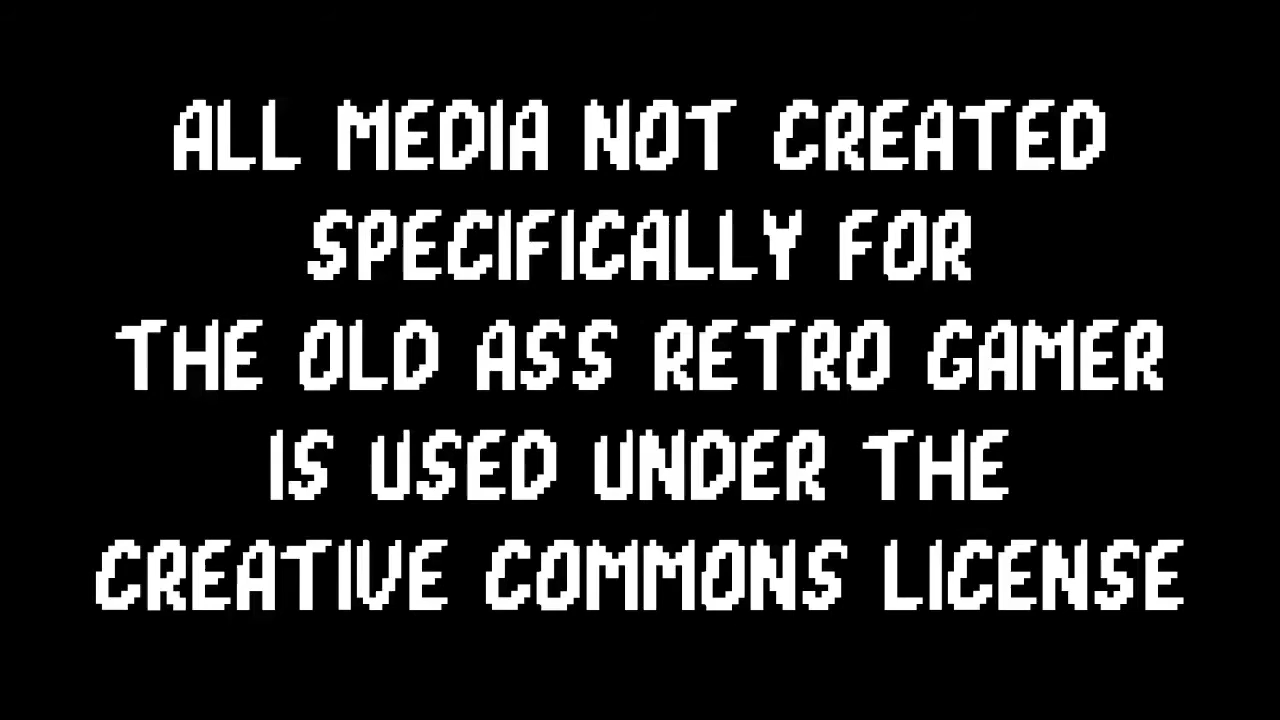 ALL MEDIA NOT CREATED
SPECIFICALLY FOR
THE OLD ASS RETRO GAMER
IS USED UNDER THE
CREATIVE COMMONS LICENSE